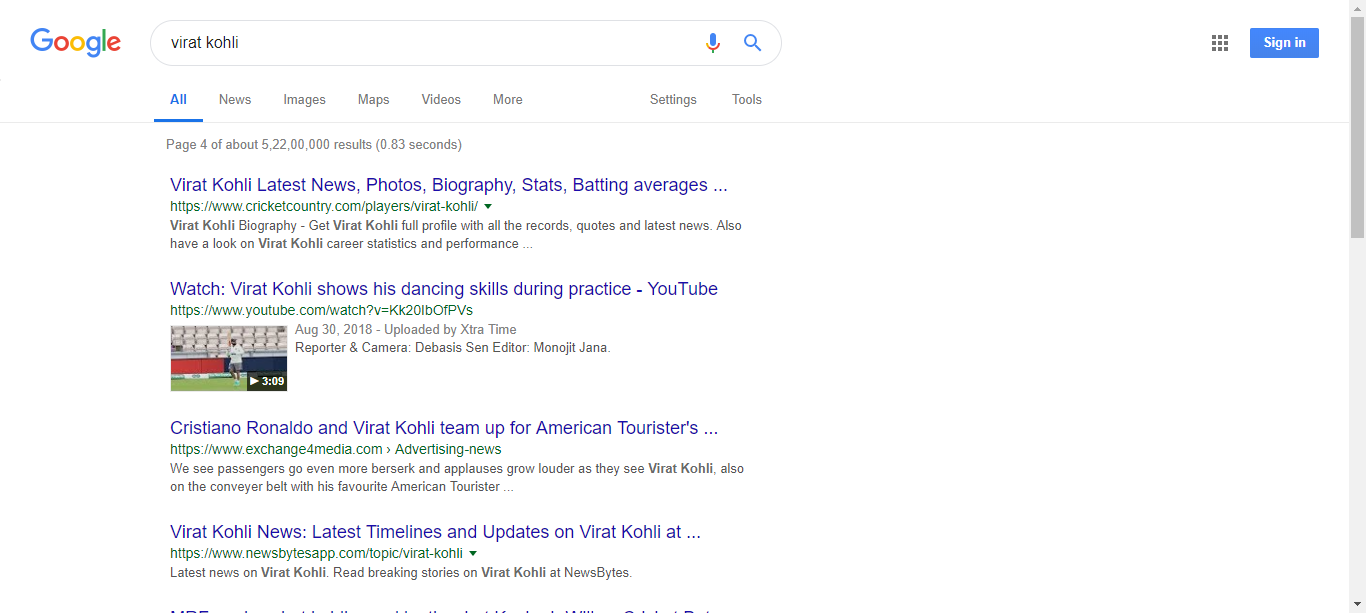 Google
virat kohli
Sign in
All News Images Maps Videos More Settings Tools
Page 4 of about 5,22,00,000 results (0.83 seconds)
Virat Kohli Latest News, Photos, Biography, Stats, Batting averages ...
https://www.cricketcountry.com/players/virat-kohli/
Virat Kohli Biography - Get Virat Kohli full profile with all the records, quotes and latest news. Also
have a look on Virat Kohli career statistics and performance ...
Watch: Virat Kohli shows his dancing skills during practice - YouTube
https://www.youtube.com/watch?v=Kk20IbOfPVs
Aug 30, 2018 - Uploaded by Xtra Time
Reporter & Camera: Debasis Sen Editor: Monojit Jana.
3:09
Cristiano Ronaldo and Virat Kohli team up for American Tourister's ...
https://www.exchange4media.com › Advertising-news
We see passengers go even more berserk and applauses grow louder as they see Virat Kohli, also
on the conveyer belt with his favourite American Tourister ...
Virat Kohli News: Latest Timelines and Updates on Virat Kohli at ...
https://www.newsbytesapp.com/topic/virat-kohli
Latest news on Virat Kohli. Read breaking stories on Virat Kohli at NewsBytes.